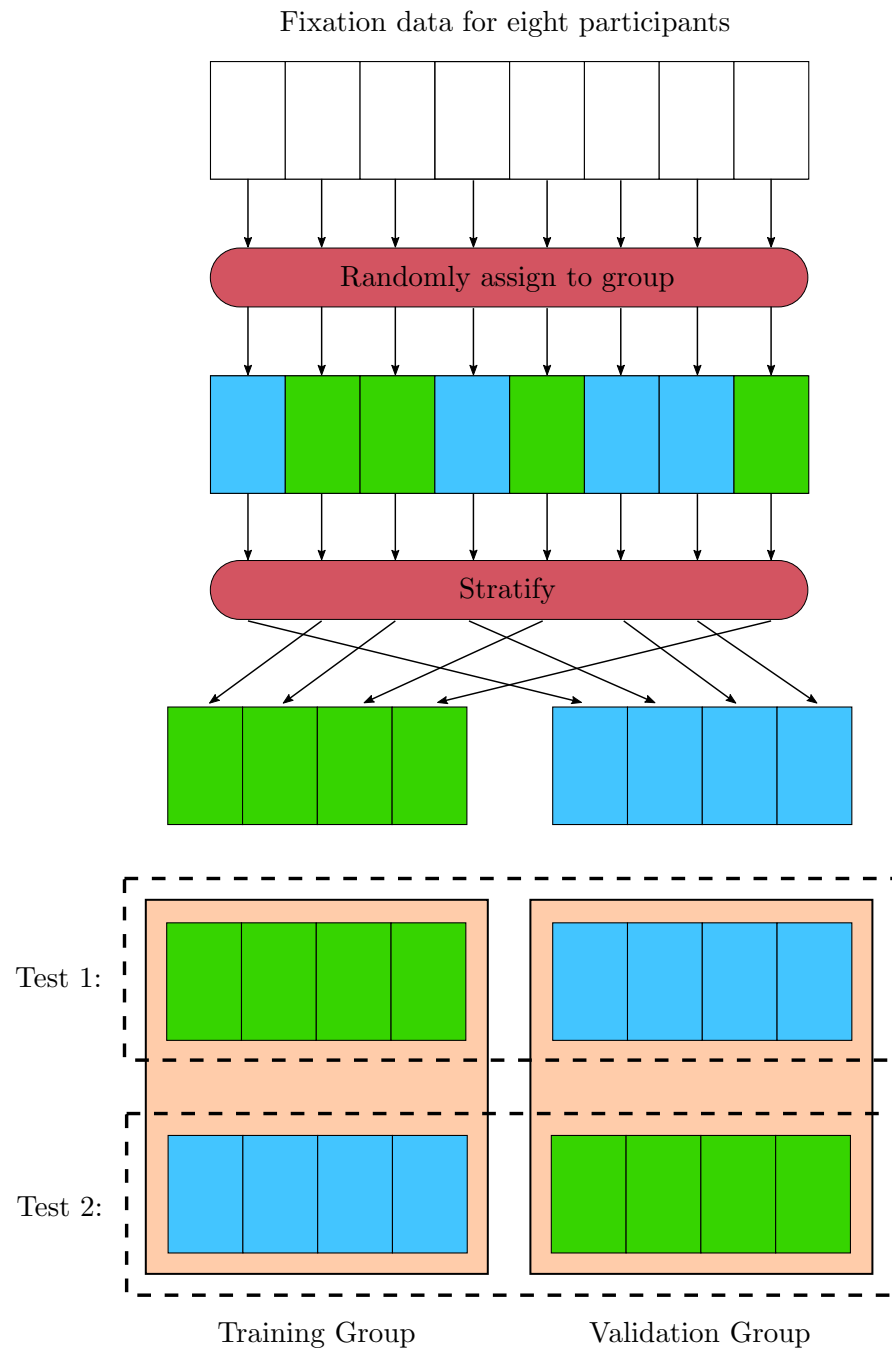 Fixation data for eight participants
Randomly assign to group
Stratify
Test 1:
Test 2:
Training Group
Validation Group